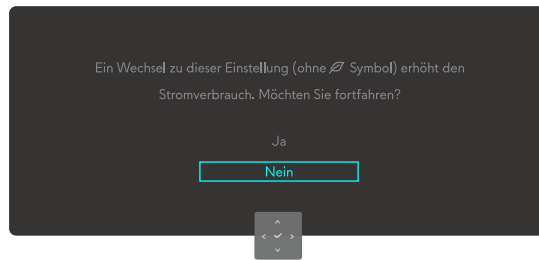 Ein Wechsel zu dieser Einstellung (ohne Symbol) erhöht den
Stromverbrauch. Möchten Sie fortfahren?
Ja
Nein